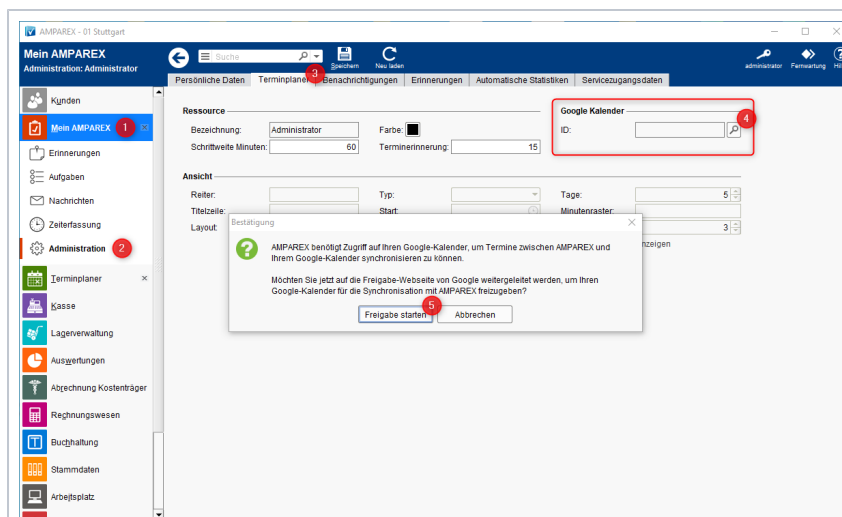 AMPAREX - 01 Stuttgart
Mein AMPAREX
Administration: Administrator
Suche
Speichern
Neu laden
administrator
Fernwartung
Persönliche Daten
Terminplaner
3
Benachrichtigungen
Erinnerungen
Automatische Statistiken
Servicezugangsdaten
Kunden
Mein AMPAREX
1
Erinnerungen
Aufgaben
Nachrichten
Zeiterfassung
Administration
2
Terminplaner
Kasse
Lagerverwaltung
Auswertungen
Abrechnung Kostenträger
Rechnungswesen
Buchhaltung
Stammdaten
Arbeitsplatz
Ressource
Bezeichnung: Administrator Farbe:
Schrittweite Minuten: 60 Terminerinnerung: 15
Google Kalender
ID:
4
Ansicht
Reiter: Typ: Tage: 5
Titelzeile: Start: Minutenraster:
Layout: 3
nzeigen
Bestätigung
AMPAREX benötigt Zugriff auf Ihren Google-Kalender, um Termine zwischen AMPAREX und
Ihrem Google-Kalender synchronisieren zu können.
Möchten Sie jetzt auf die Freigabe-Webseite von Google weitergeleitet werden, um Ihren
Google-Kalender für die Synchronisation mit AMPAREX freizugeben?
5
Freigabe starten
Abbrechen